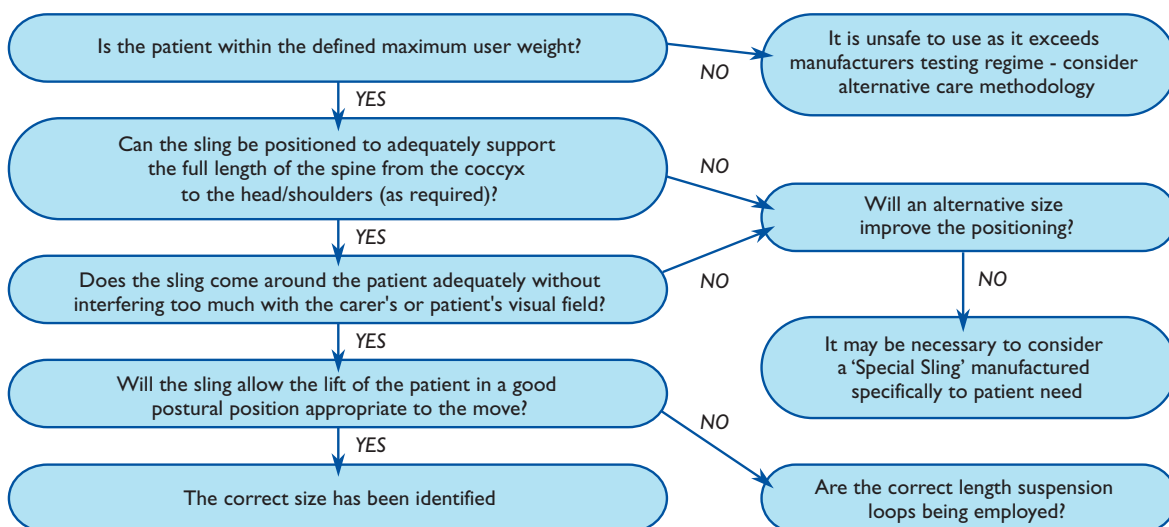 Is the patient within the defined maximum user weight?
NO
It is unsafe to use as it exceeds
manufacturers testing regime - consider
alternative care methodology
YES
Can the sling be positioned to adequately support
the full length of the spine from the coccyx
to the head/shoulders (as required)?
NO
Will an alternative size
improve the positioning?
YES
Does the sling come around the patient adequately without
interfering too much with the carer's or patient's visual field?
NO
NO
It may be necessary to consider
a ‘Special Sling’ manufactured
specifically to patient need
YES
Will the sling allow the lift of the patient in a good
postural position appropriate to the move?
NO
Are the correct length suspension
loops being employed?
YES
The correct size has been identified